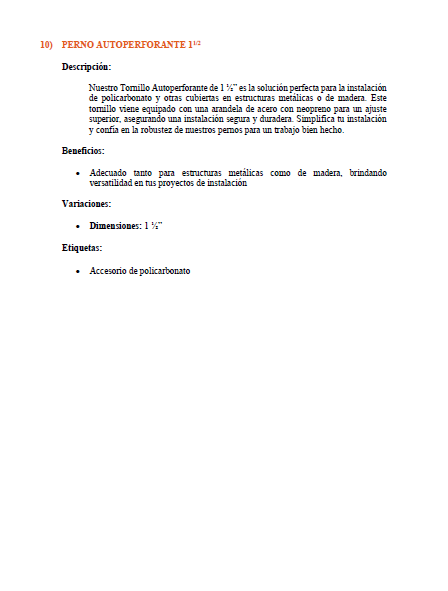 10) PERNO AUTOPERFORANTE 1¹/²
Descripción:
Nuestro Tornillo Autoperforante de 1 ½” es la solución perfecta para la instalación
de policarbonato y otras cubiertas en estructuras metálicas o de madera. Este
tornillo viene equipado con una arandela de acero con neopreno para un ajuste
superior, asegurando una instalación segura y duradera. Simplifica tu instalación
y confía en la robustez de nuestros pernos para un trabajo bien hecho.
Beneficios:
• Adecuado tanto para estructuras metálicas como de madera, brindando
versatilidad en tus proyectos de instalación
Variaciones:
• Dimensiones: 1 ½”
Etiquetas:
• Accesorio de policarbonato